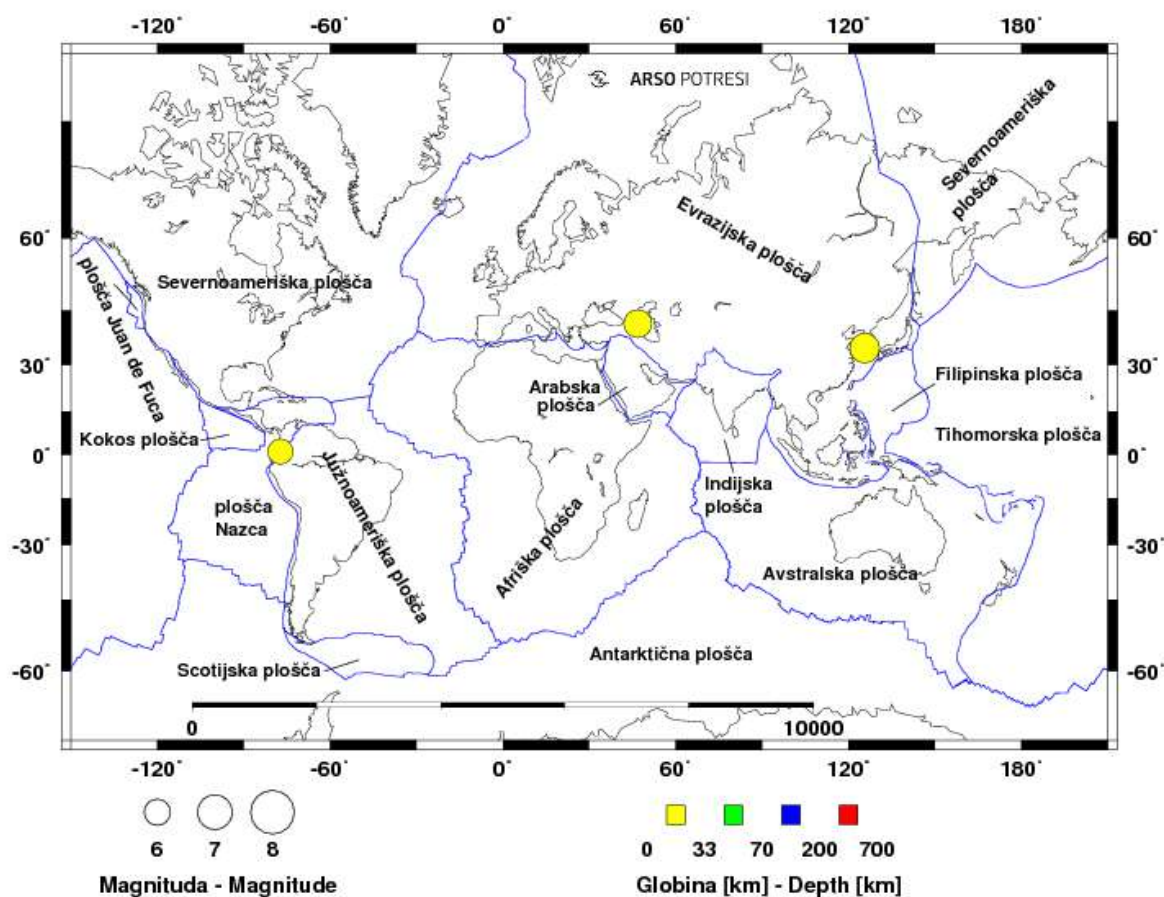 -120° -60° 0° 60° 120° 180°
ARSO POTRESI
Severnoameriška
plošča
Evrazijska plošča
60° 60°
Severnoameriška plošča
plošča Juan de Fuca
30° 30°
Arabska
plošča
Filipinska plošča
Kokos plošča
Tihomorska plošča
0° 0°
Južnoameriška plošča
Indijska
plošča
plošča
Nazca
Afriška plošča
-30° -30°
Avstralska plošča
Antarktična plošča
Scotijska plošča
-60° -60°
0 10000
-120° -60° 0° 60° 120° 180°
6 7 8
0 33 70 200 700
Magnituda - Magnitude
Globina [km] - Depth [km]